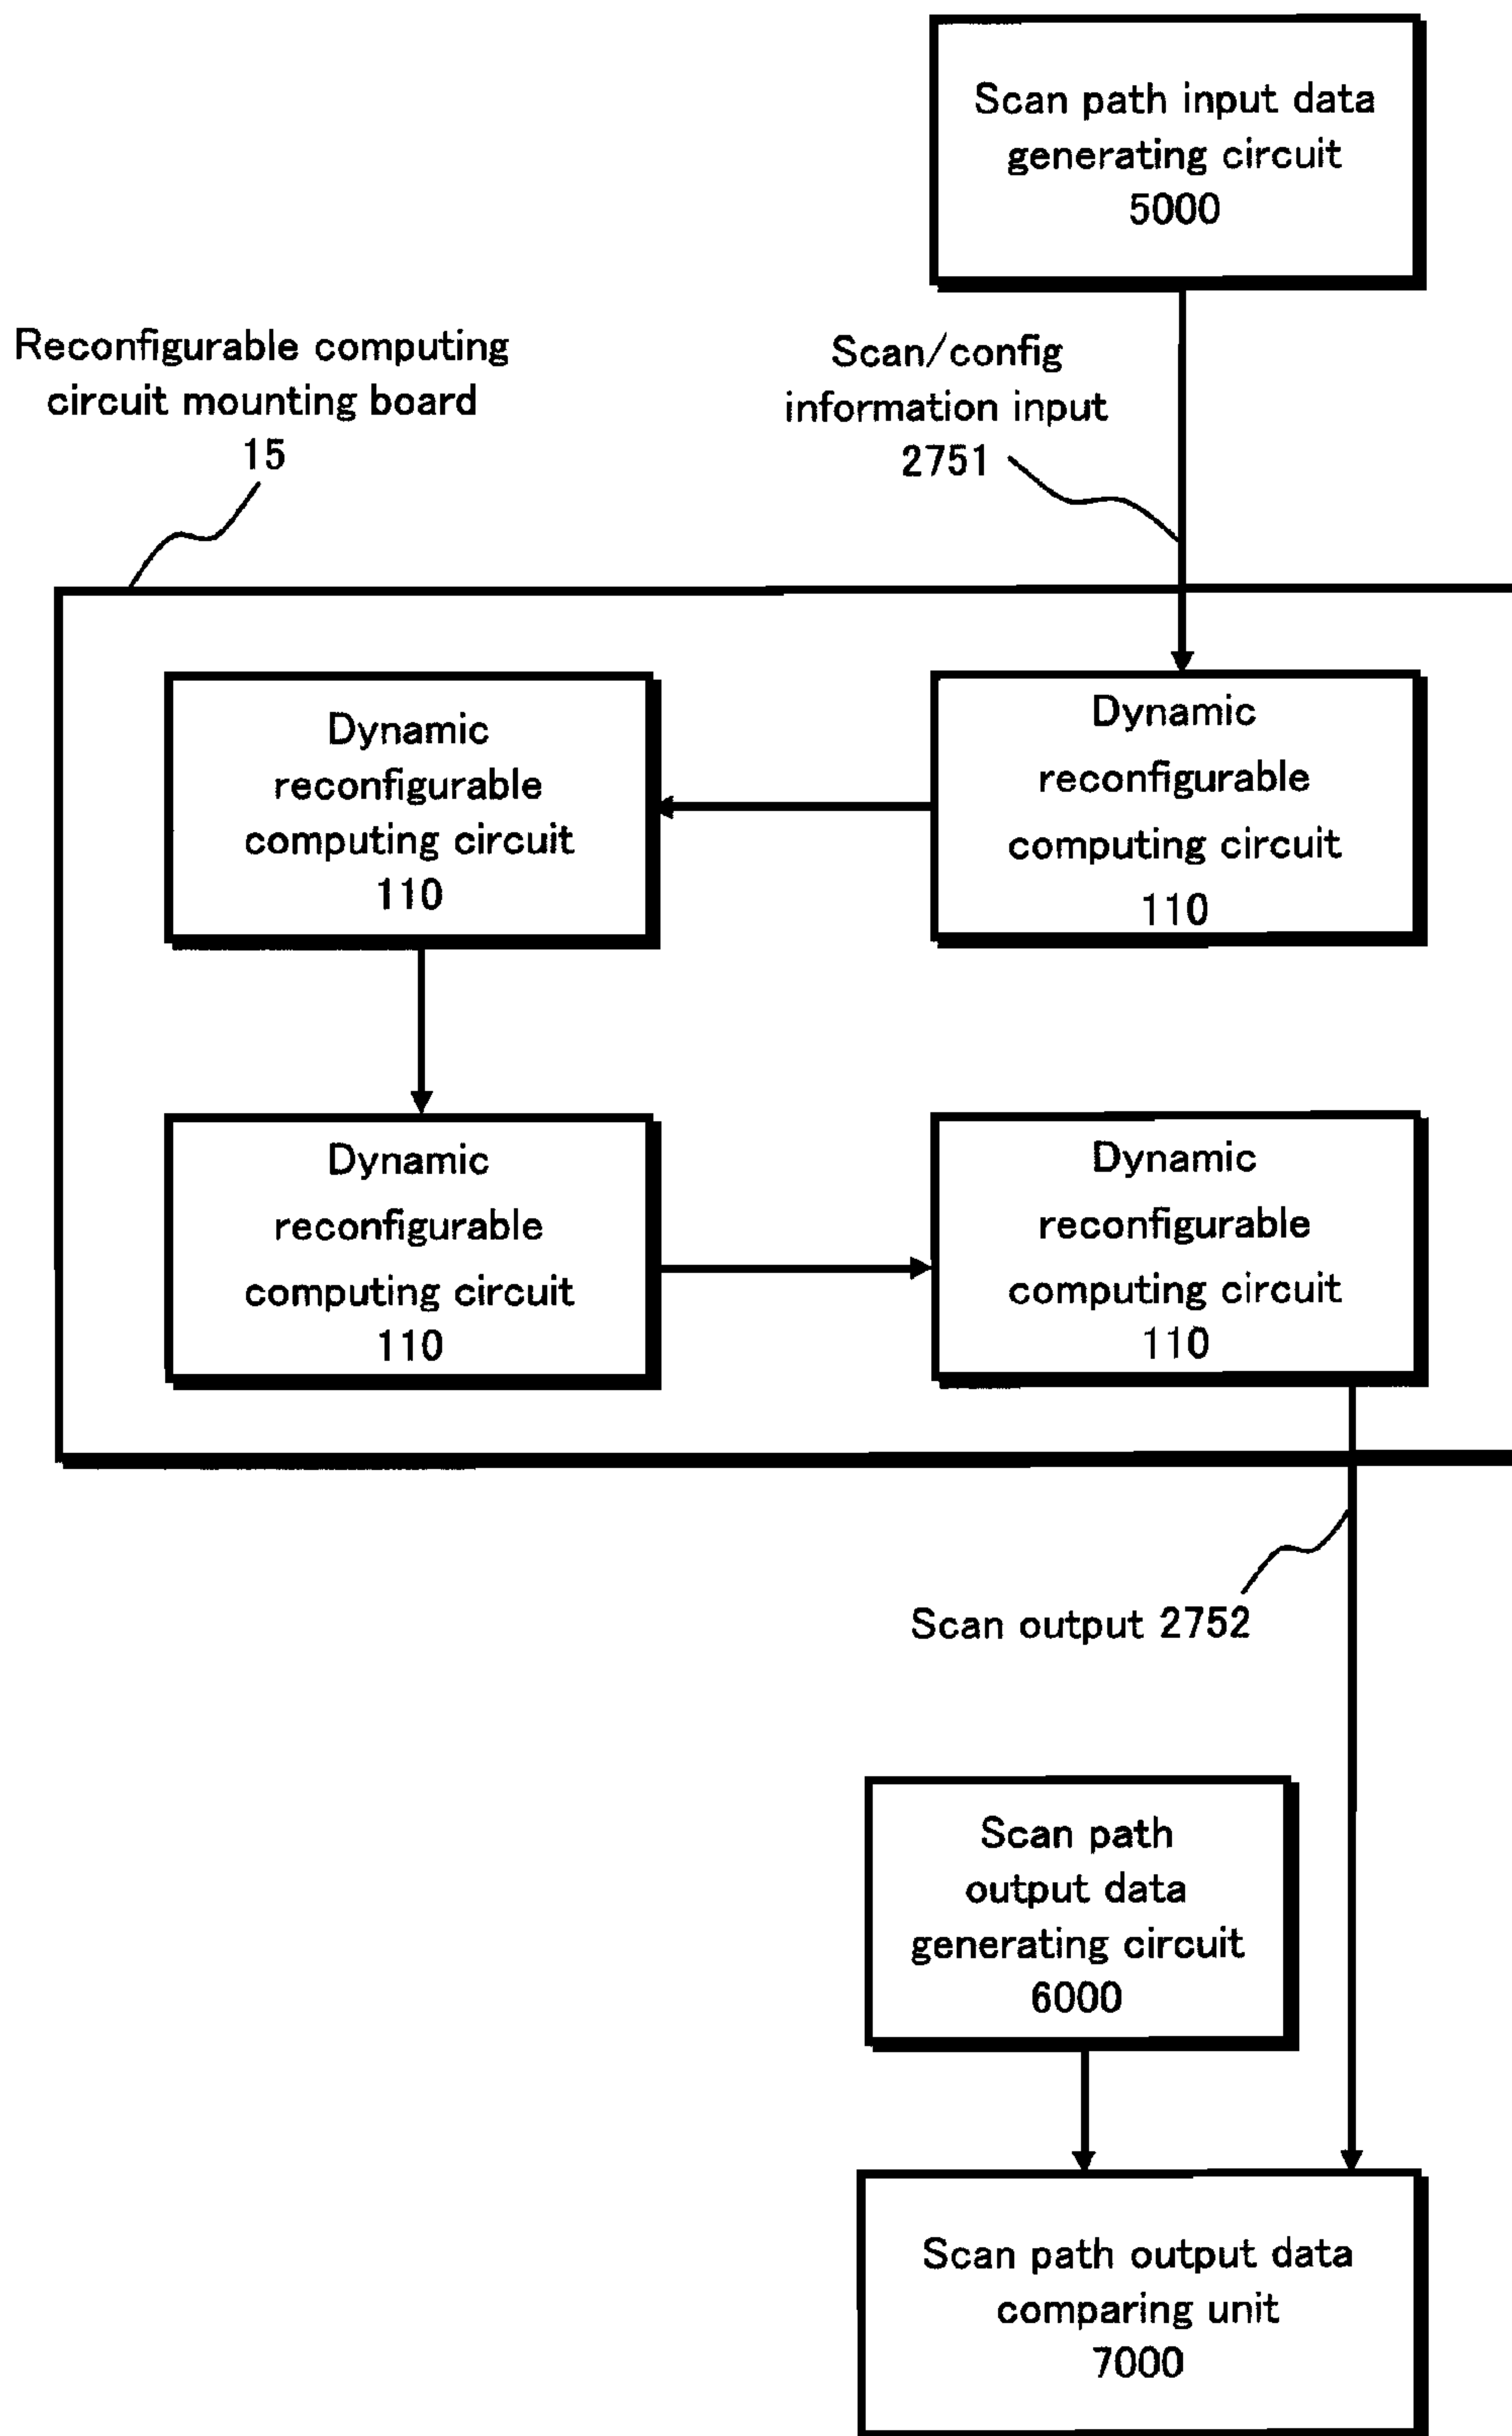 Scan path input data
generating circuit
5000
Reconfigurable computing
circuit mounting board
15
Scan/config
information input
2751
Dynamic
reconfigurable
computing circuit
110
Dynamic
reconfigurable
computing circuit
110
Dynamic
reconfigurable
computing circuit
110
Dynamic
reconfigurable
computing circuit
110
Scan output 2752
Scan path
output data
generating circuit
6000
Scan path output data
comparing unit
7000